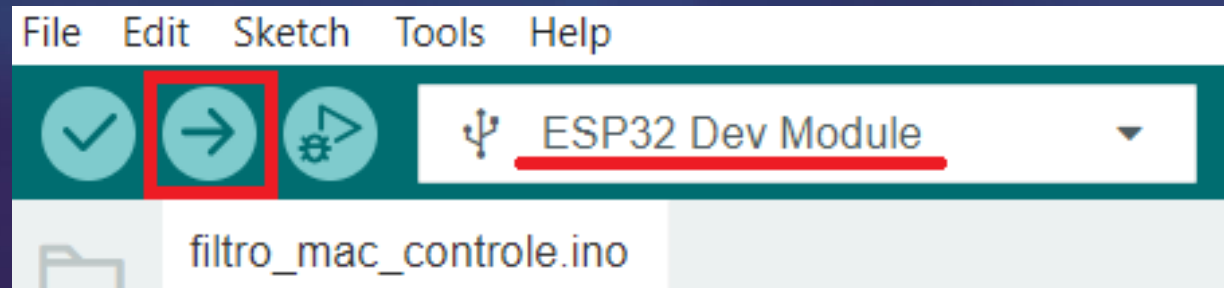 File Edit Sketch Tools Help
ESP32 Dev Module
filtro_mac_controle.ino